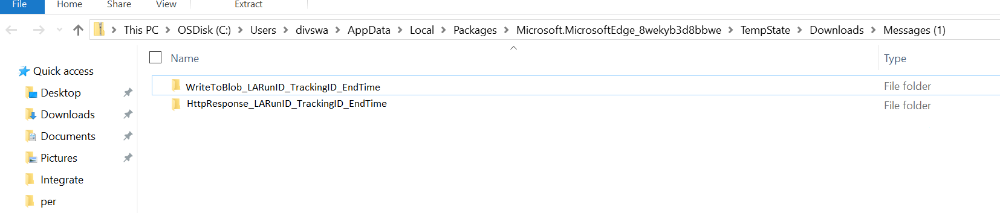 File Home Share View Extract
This PC OSDisk (C:) Users divswa AppData Local Packages Microsoft.MicrosoftEdge_8wekyb3d8bbwe TempState Downloads Messages (1)
Name Type
Quick access
Desktop
Downloads
Documents
Pictures
Integrate
per
WriteToBlob_LARunID_TrackingID_EndTime File folder
HttpResponse_LARunID_TrackingID_EndTime File folder